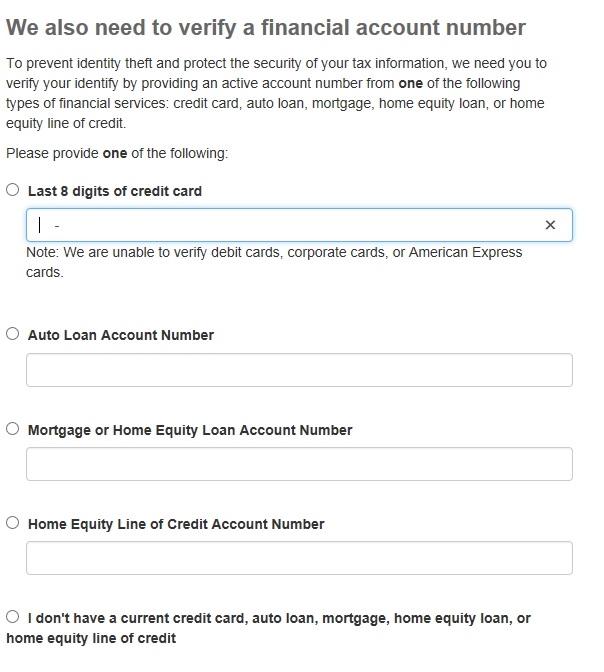 We also need to verify a financial account number
To prevent identity theft and protect the security of your tax information, we need you to
verify your identify by providing an active account number from one of the following
types of financial services: credit card, auto loan, mortgage, home equity loan, or home
equity line of credit.
Please provide one of the following:
Last 8 digits of credit card
-
Note: We are unable to verify debit cards, corporate cards, or American Express
cards.
Auto Loan Account Number
Mortgage or Home Equity Loan Account Number
Home Equity Line of Credit Account Number
I don't have a current credit card, auto loan, mortgage, home equity loan, or
home equity line of credit